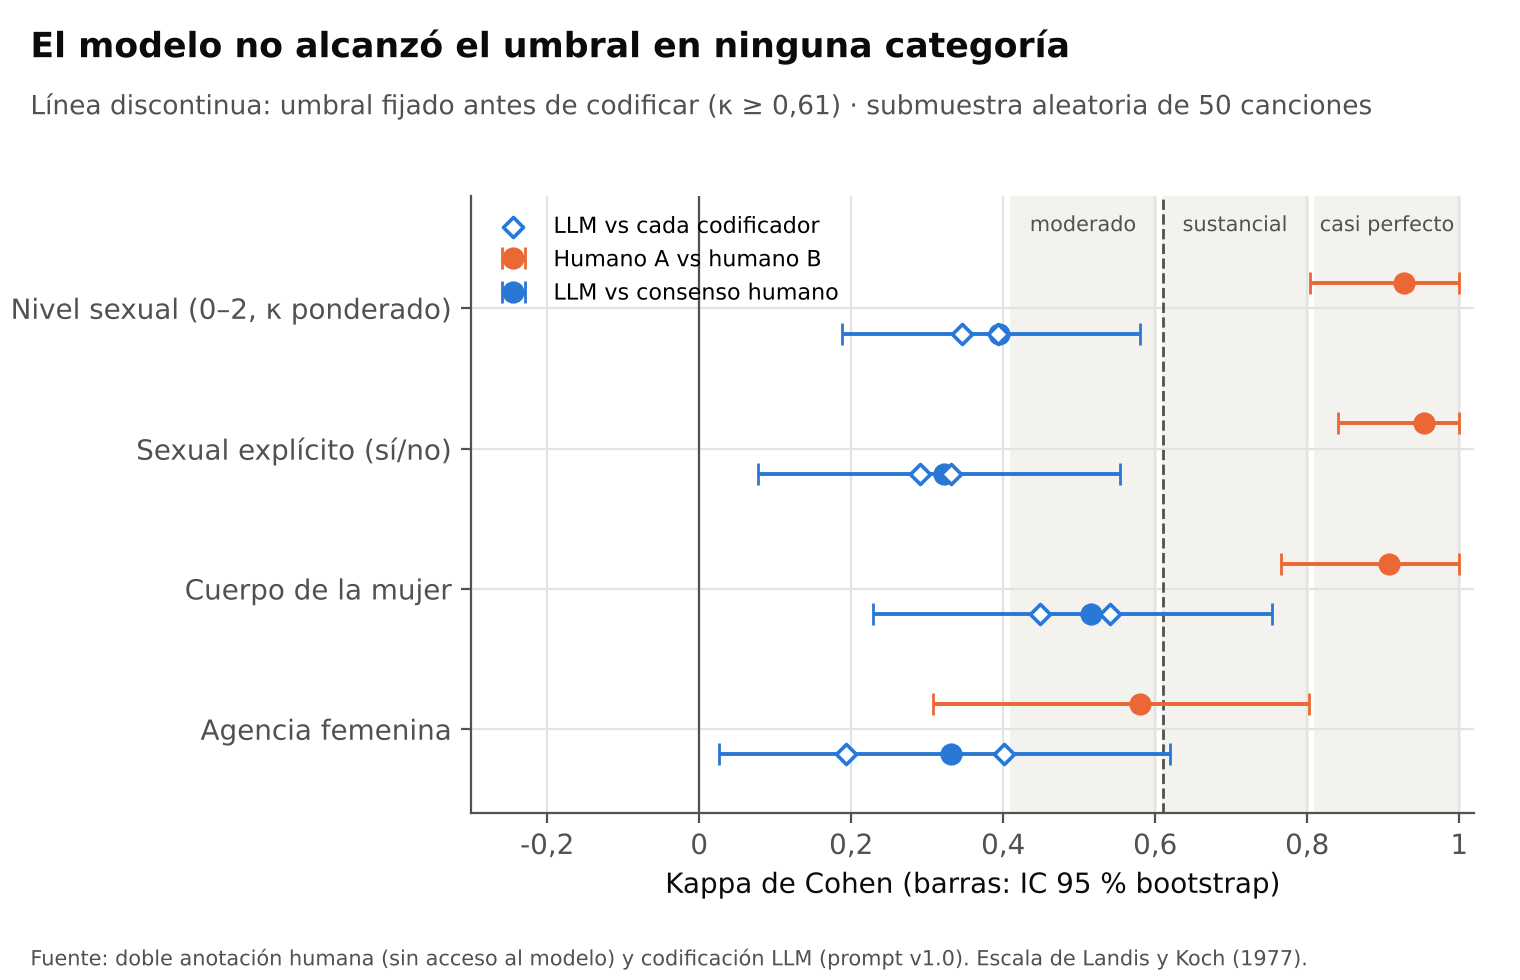 El modelo no alcanzó el umbral en ninguna categoría
Línea discontinua: umbral fijado antes de codificar (κ ≥ 0,61) · submuestra aleatoria de 50 canciones
LLM vs cada codificador
Humano A vs humano B
LLM vs consenso humano
moderado
sustancial
casi perfecto
Nivel sexual (0–2, κ ponderado)
Sexual explícito (sí/no)
Cuerpo de la mujer
Agencia femenina
-0,2
0
0,2
0,4
0,6
0,8
1
Kappa de Cohen (barras: IC 95 % bootstrap)
Fuente: doble anotación humana (sin acceso al modelo) y codificación LLM (prompt v1.0). Escala de Landis y Koch (1977).